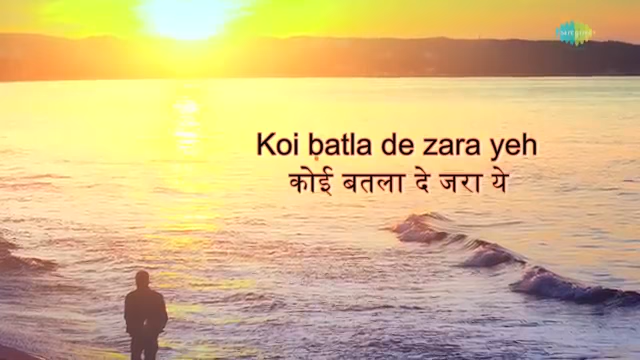 Koi batla de zara yeh
कोई बतला दे जरा ये